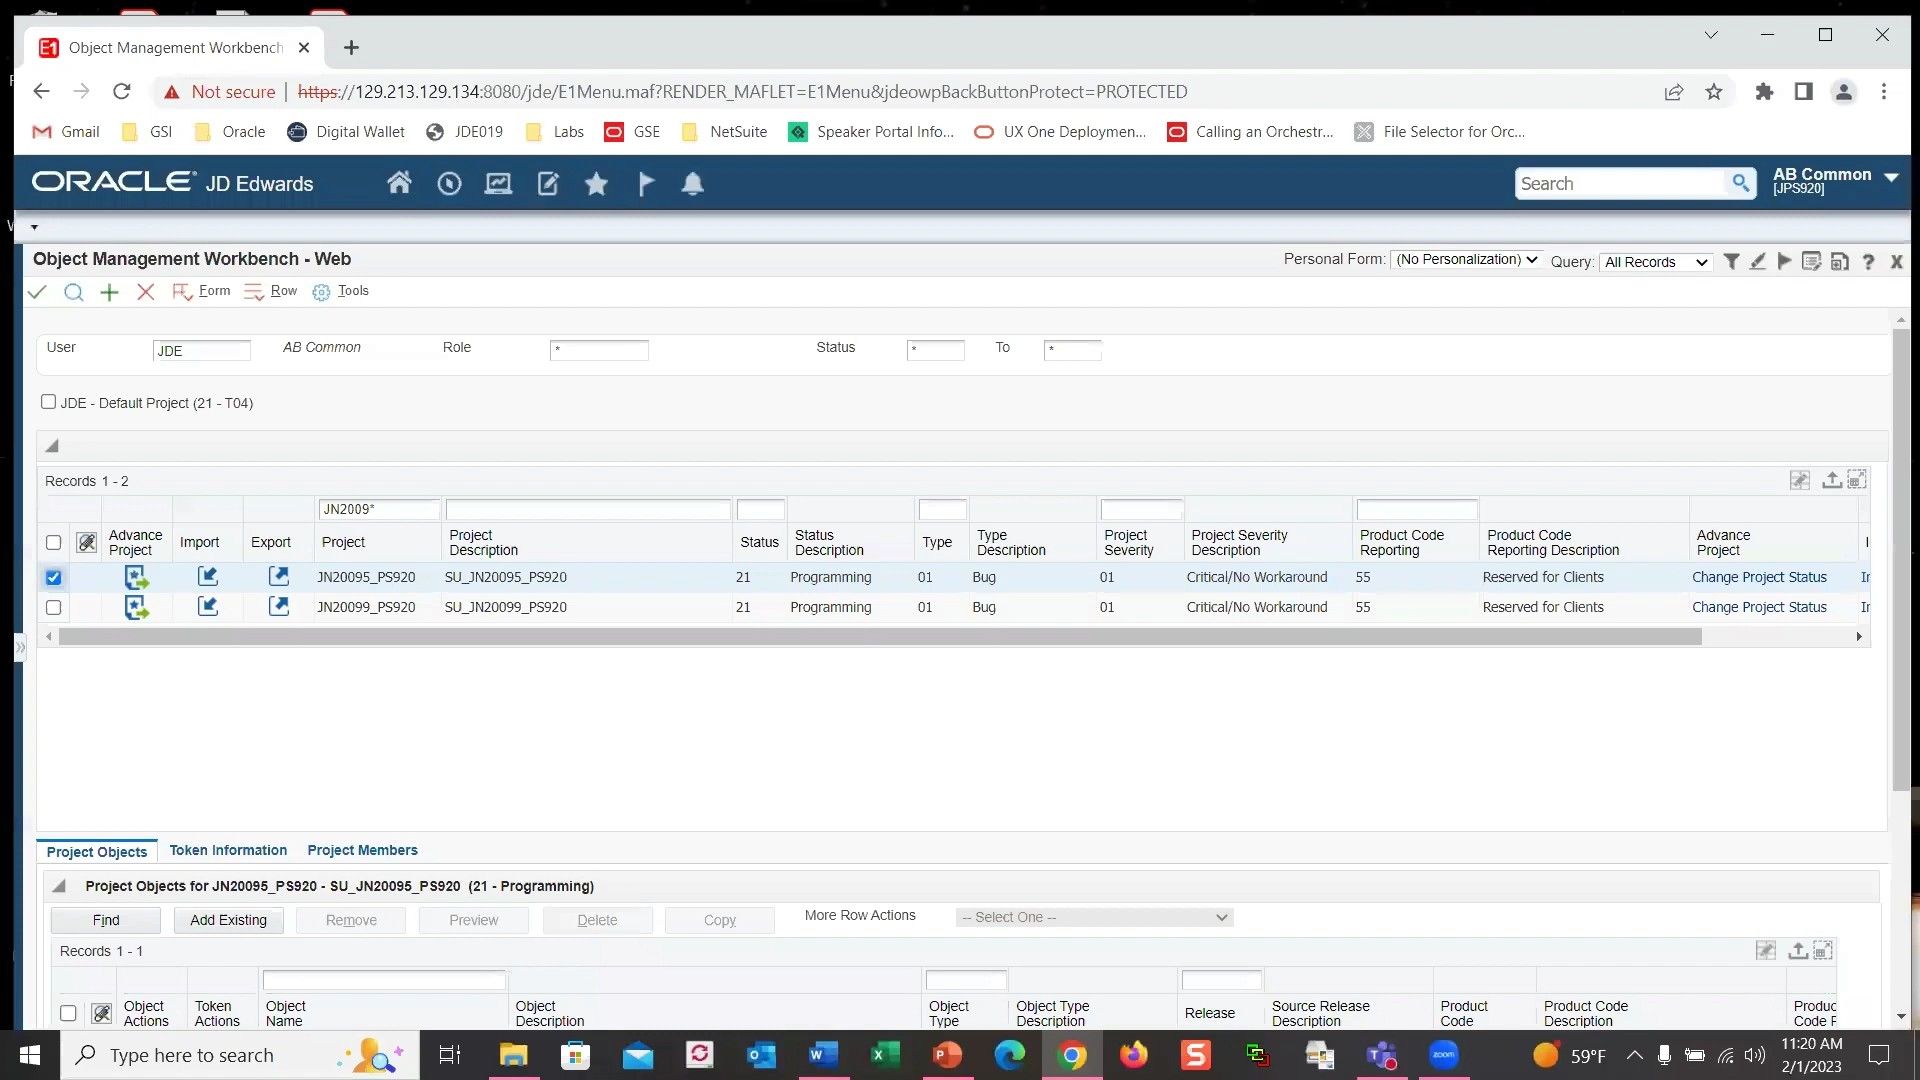 Object Management Workbench
Not secure | https://129.213.129.134:8080/jde/E1Menu.maf?RENDER_MAFLET=E1Menu&jdeowpBackButtonProtect=PROTECTED
Gmail GSI Oracle Digital Wallet JDE019 Labs GSE NetSuite Speaker Portal Info... UX One Deploymen... Calling an Orchestr... File Selector for Orc...
ORACLE JD Edwards Search AB Common
[JPS920]
Object Management Workbench - Web Personal Form: (No Personalization) Query: All Records
Form Row Tools
User JDE AB Common Role * Status * To *
JDE - Default Project (21 - T04)
Records 1 - 2
JN2009*
Advance Project Import Export Project Project Description Status Status Description Type Type Description Project Severity Project Severity Description Product Code Reporting Product Code Reporting Description Advance Project
JN20095_PS920 SU_JN20095_PS920 21 Programming 01 Bug 01 Critical/No Workaround 55 Reserved for Clients Change Project Status
JN20099_PS920 SU_JN20099_PS920 21 Programming 01 Bug 01 Critical/No Workaround 55 Reserved for Clients Change Project Status
Project Objects Token Information Project Members
Project Objects for JN20095_PS920 - SU_JN20095_PS920 (21 - Programming)
Find Add Existing Remove Preview Delete Copy More Row Actions -- Select One --
Records 1 - 1
Object Actions Token Actions Object Name Object Description Object Type Object Type Description Release Source Release Description Product Code Product Code Description Produc Code F
Type here to search 59°F 11:20 AM
2/1/2023